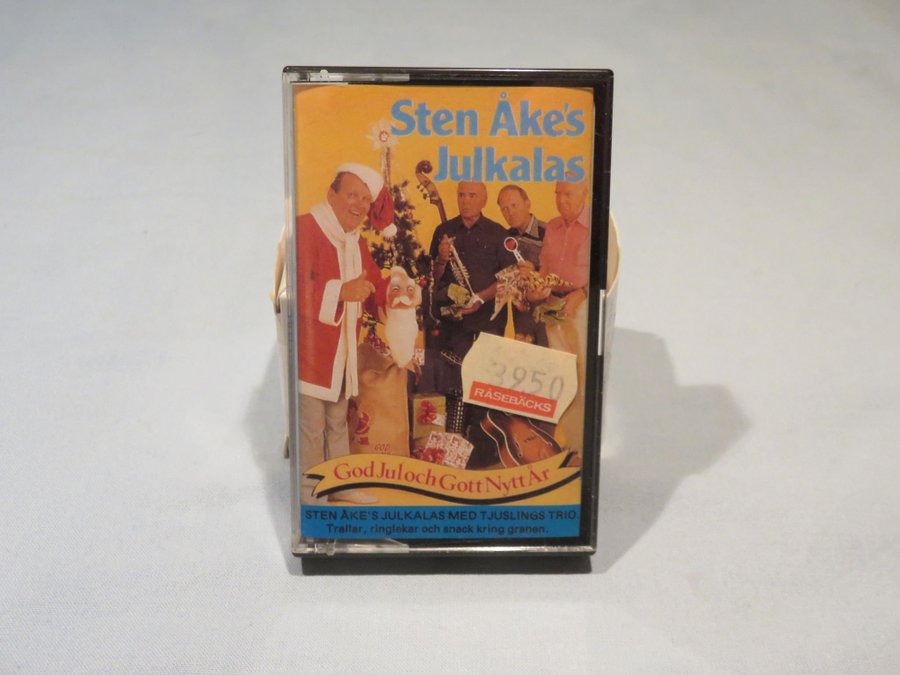 Sten Åke's
Julkalas
3950
RÅSEBÄCKS
God Jul och Gott Nytt År
STEN ÅKE'S JULKALAS MED TJUSLINGS TRIO.
Trallar, ringlekar och snack kring granen.